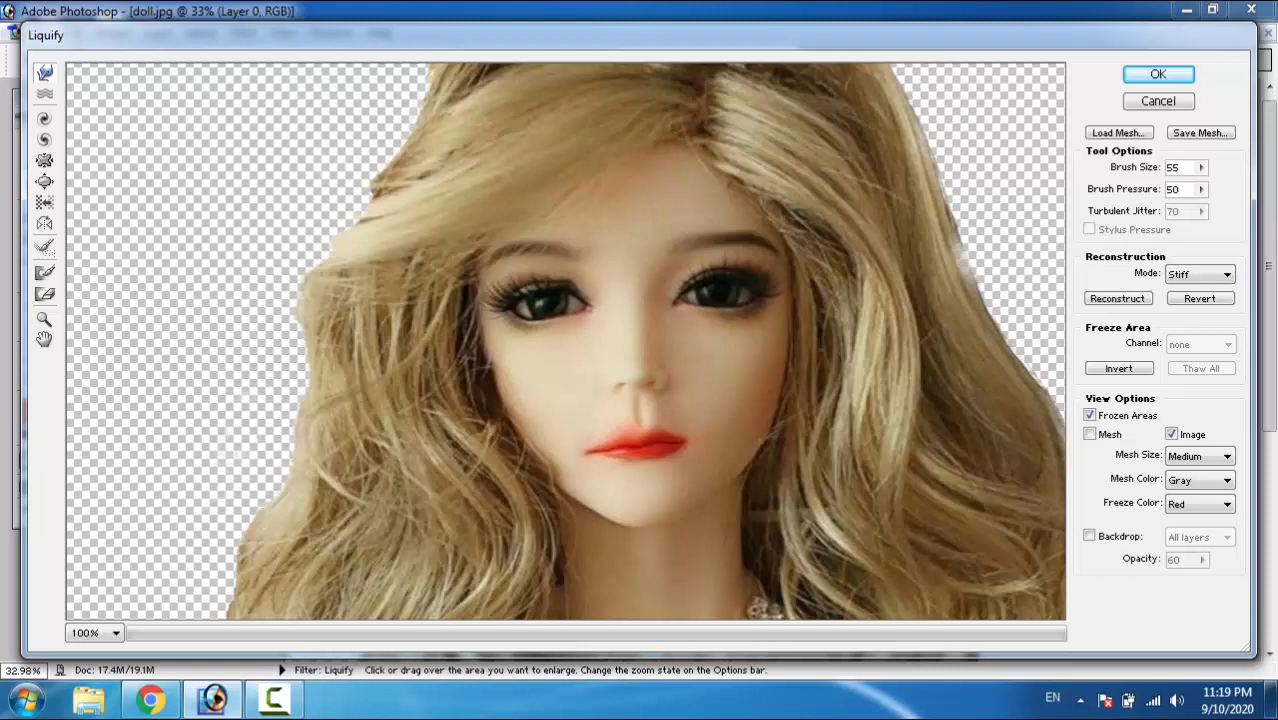 Adobe Photoshop - [doll.jpg @ 33% (Layer 0, RGB)]
Liquify
OK
Cancel
Load Mesh... Save Mesh...
Tool Options
Brush Size: 55
Brush Pressure: 50
Turbulent Jitter: 70
Stylus Pressure
Reconstruction
Mode: Stiff
Reconstruct Revert
Freeze Area
Channel: none
Invert Thaw All
View Options
Frozen Areas
Mesh Image
Mesh Size: Medium
Mesh Color: Gray
Freeze Color: Red
Backdrop: All layers
Opacity: 60
100%
32.98% Doc: 17.4M/19.1M Filter: Liquify Click or drag over the area you want to enlarge. Change the zoom state on the Options bar.
EN 11:19 PM
9/10/2020